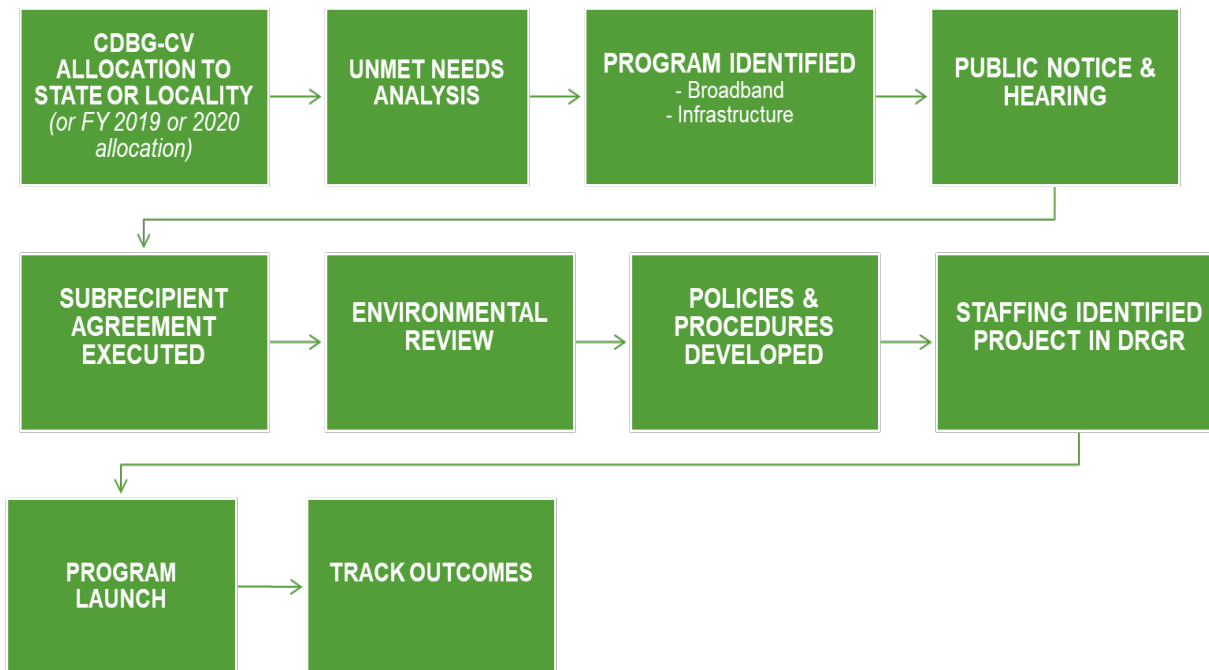 CDBG-CV
ALLOCATION TO
STATE OR LOCALITY
(or FY 2019 or 2020
allocation)
UNMET NEEDS
ANALYSIS
PROGRAM IDENTIFIED
- Broadband
- Infrastructure
PUBLIC NOTICE &
HEARING
SUBRECIPIENT
AGREEMENT
EXECUTED
ENVIRONMENTAL
REVIEW
POLICIES &
PROCEDURES
DEVELOPED
STAFFING IDENTIFIED
PROJECT IN DRGR
PROGRAM
LAUNCH
TRACK OUTCOMES